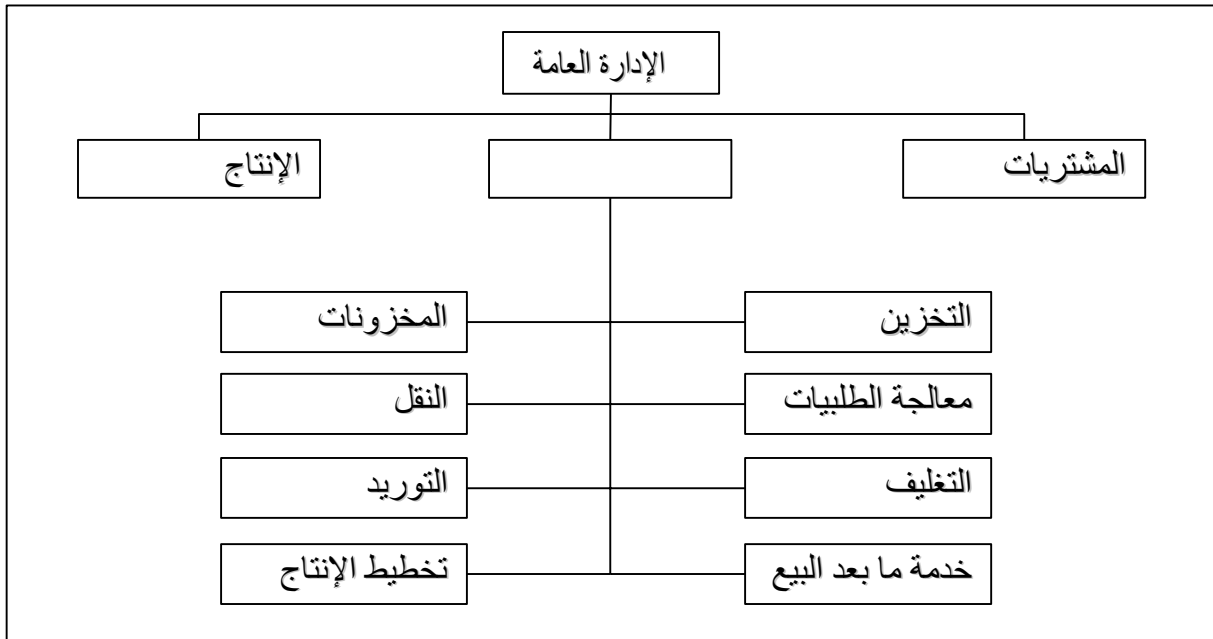 الإدارة العامة
المشتريات
الإنتاج
التخزين
المخزونات
معالجة الطلبيات
النقل
التغليف
التوريد
خدمة ما بعد البيع
تخطيط الإنتاج